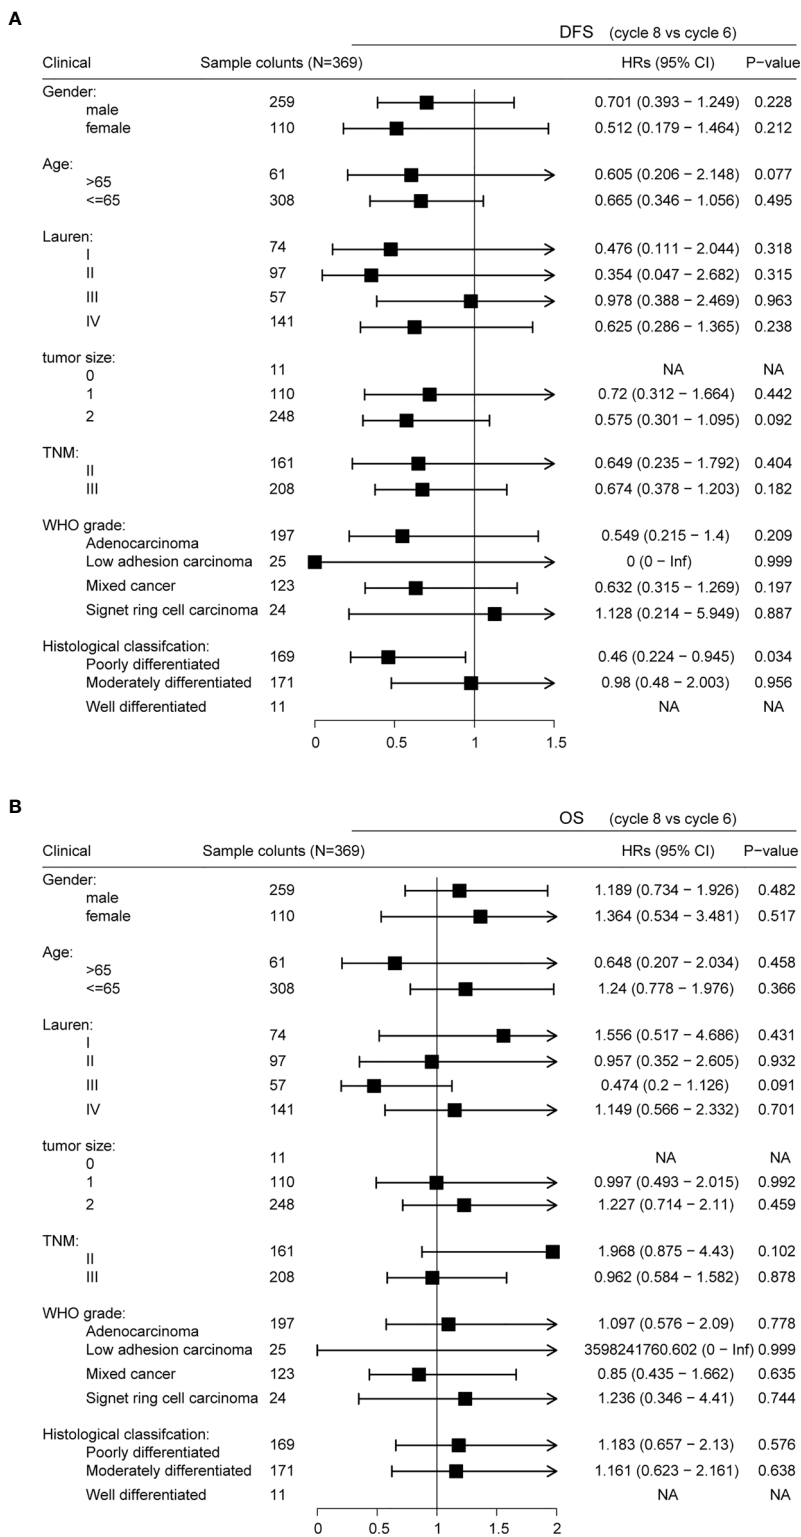 A
DFS (cycle 8 vs cycle 6)
Clinical Sample colunts (N=369) HRs (95% CI) P−value
Gender:
male 259 0.701 (0.393 − 1.249) 0.228
female 110 0.512 (0.179 − 1.464) 0.212
Age:
>65 61 0.605 (0.206 − 2.148) 0.077
<=65 308 0.665 (0.346 − 1.056) 0.495
Lauren:
I 74 0.476 (0.111 − 2.044) 0.318
II 97 0.354 (0.047 − 2.682) 0.315
III 57 0.978 (0.388 − 2.469) 0.963
IV 141 0.625 (0.286 − 1.365) 0.238
tumor size:
0 11 NA NA
1 110 0.72 (0.312 − 1.664) 0.442
2 248 0.575 (0.301 − 1.095) 0.092
TNM:
II 161 0.649 (0.235 − 1.792) 0.404
III 208 0.674 (0.378 − 1.203) 0.182
WHO grade:
Adenocarcinoma 197 0.549 (0.215 − 1.4) 0.209
Low adhesion carcinoma 25 0 (0 − Inf) 0.999
Mixed cancer 123 0.632 (0.315 − 1.269) 0.197
Signet ring cell carcinoma 24 1.128 (0.214 − 5.949) 0.887
Histological classifcation:
Poorly differentiated 169 0.46 (0.224 − 0.945) 0.034
Moderately differentiated 171 0.98 (0.48 − 2.003) 0.956
Well differentiated 11 NA NA
0 0.5 1 1.5
B
OS (cycle 8 vs cycle 6)
Clinical Sample colunts (N=369) HRs (95% CI) P−value
Gender:
male 259 1.189 (0.734 − 1.926) 0.482
female 110 1.364 (0.534 − 3.481) 0.517
Age:
>65 61 0.648 (0.207 − 2.034) 0.458
<=65 308 1.24 (0.778 − 1.976) 0.366
Lauren:
I 74 1.556 (0.517 − 4.686) 0.431
II 97 0.957 (0.352 − 2.605) 0.932
III 57 0.474 (0.2 − 1.126) 0.091
IV 141 1.149 (0.566 − 2.332) 0.701
tumor size:
0 11 NA NA
1 110 0.997 (0.493 − 2.015) 0.992
2 248 1.227 (0.714 − 2.11) 0.459
TNM:
II 161 1.968 (0.875 − 4.43) 0.102
III 208 0.962 (0.584 − 1.582) 0.878
WHO grade:
Adenocarcinoma 197 1.097 (0.576 − 2.09) 0.778
Low adhesion carcinoma 25 3598241760.602 (0 − Inf) 0.999
Mixed cancer 123 0.85 (0.435 − 1.662) 0.635
Signet ring cell carcinoma 24 1.236 (0.346 − 4.41) 0.744
Histological classifcation:
Poorly differentiated 169 1.183 (0.657 − 2.13) 0.576
Moderately differentiated 171 1.161 (0.623 − 2.161) 0.638
Well differentiated 11 NA NA
0 0.5 1 1.5 2